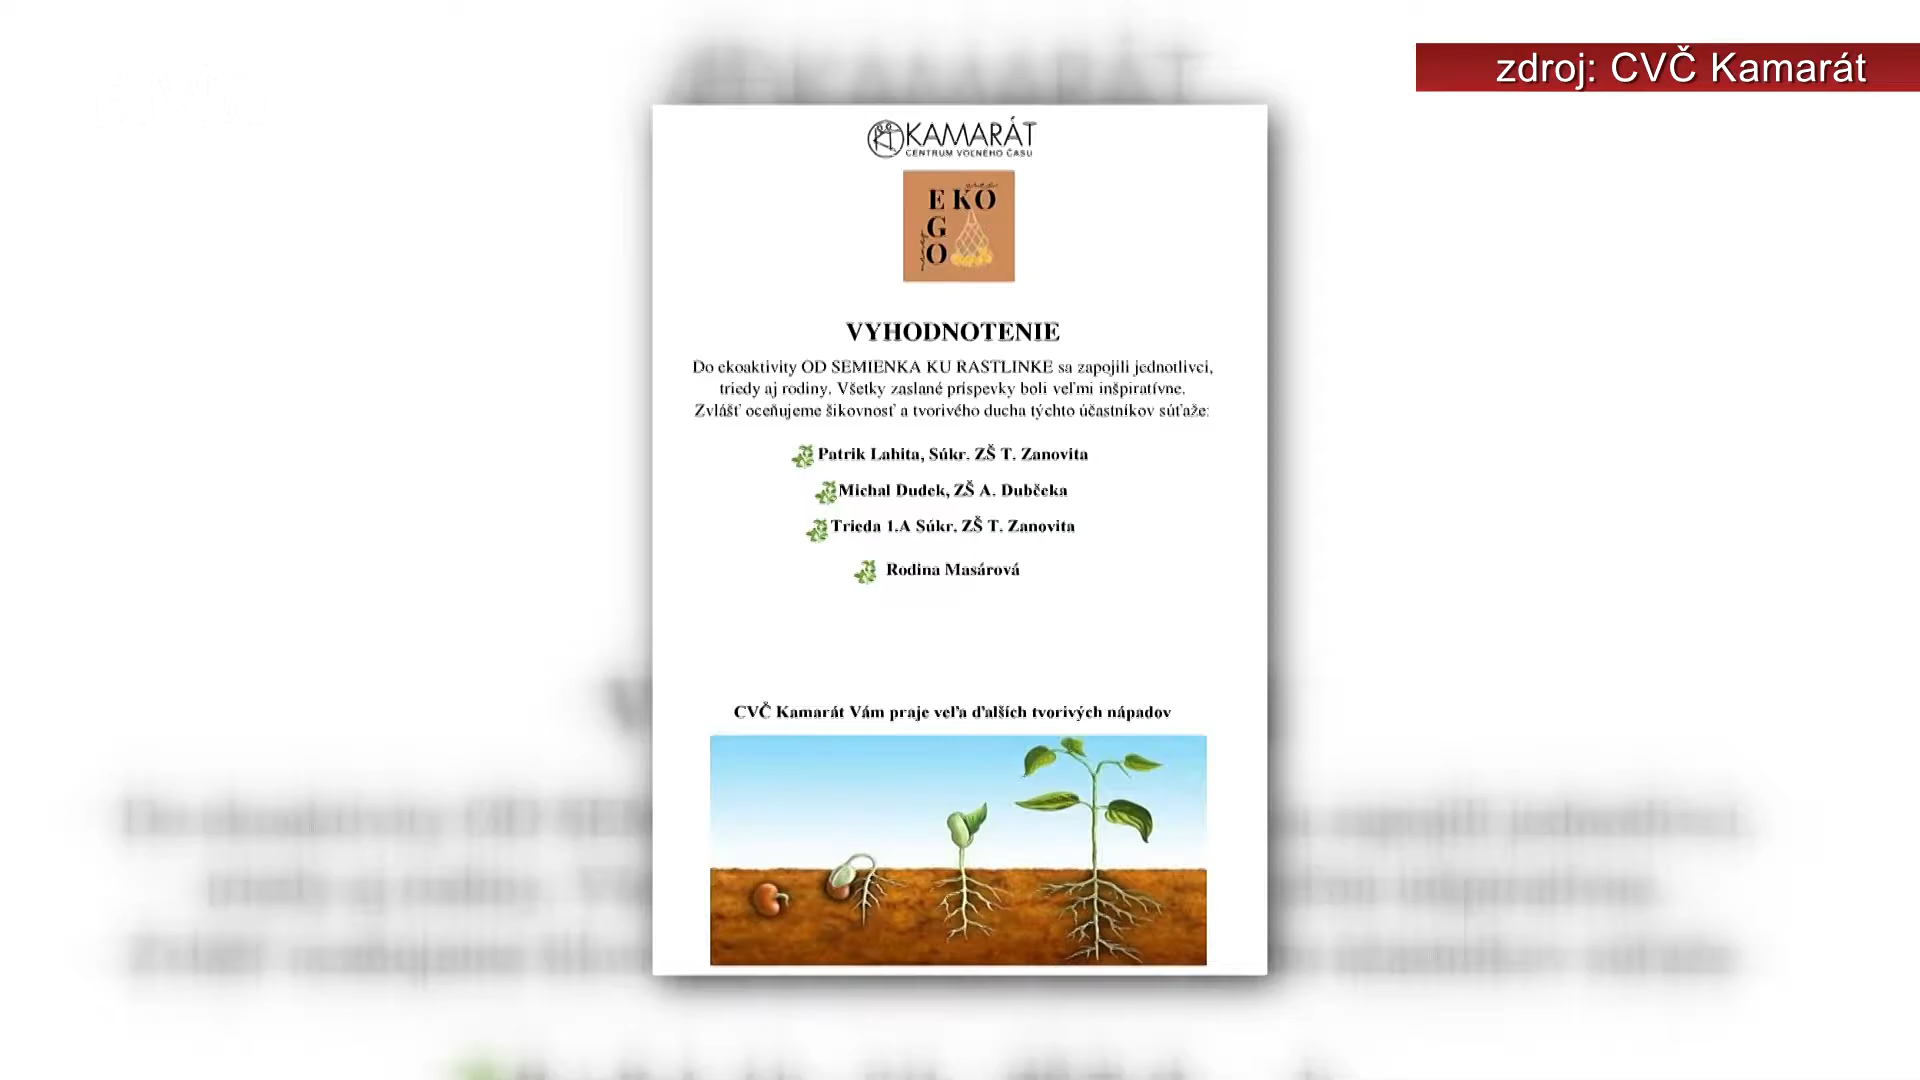 zdroj: CVČ Kamarát
KAMARÁT
CENTRUM VOĽNÉHO ČASU
EKO
G
O
VYHODNOTENIE
Do ekoaktivity OD SEMIENKA KU RASTLINKE sa zapojili jednotlivci,
triedy aj rodiny. Všetky zaslané príspevky boli veľmi inšpiratívne.
Zvlášť oceňujeme šikovnosť a tvorivého ducha týchto účastníkov súťaže:
Patrik Lahita, Súkr. ZŠ T. Zanovita
Michal Dudek, ZŠ A. Dubčeka
Trieda 1.A Súkr. ZŠ T. Zanovita
Rodina Masárová
CVČ Kamarát Vám praje veľa ďalších tvorivých nápadov